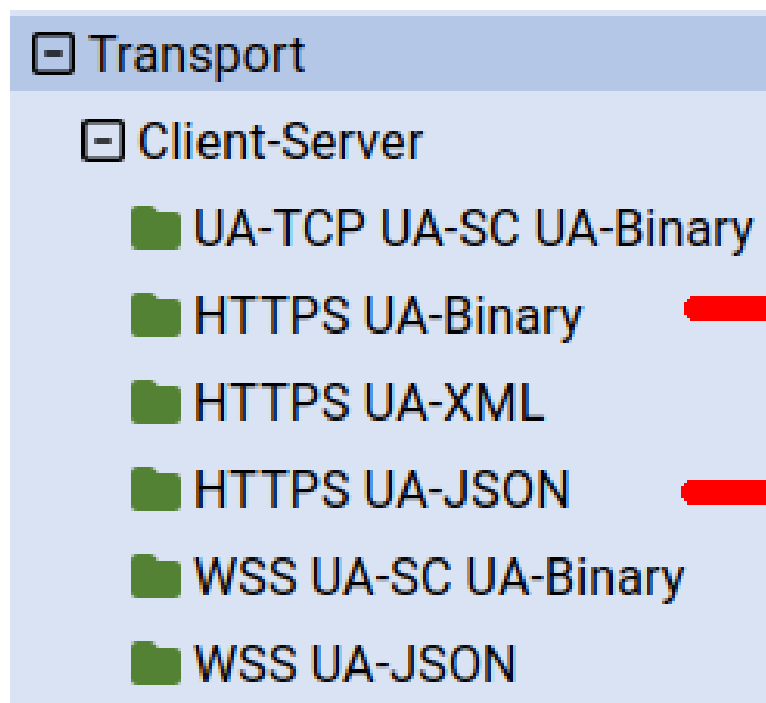 Transport
Client-Server
UA-TCP UA-SC UA-Binary
HTTPS UA-Binary
HTTPS UA-XML
HTTPS UA-JSON
WSS UA-SC UA-Binary
WSS UA-JSON